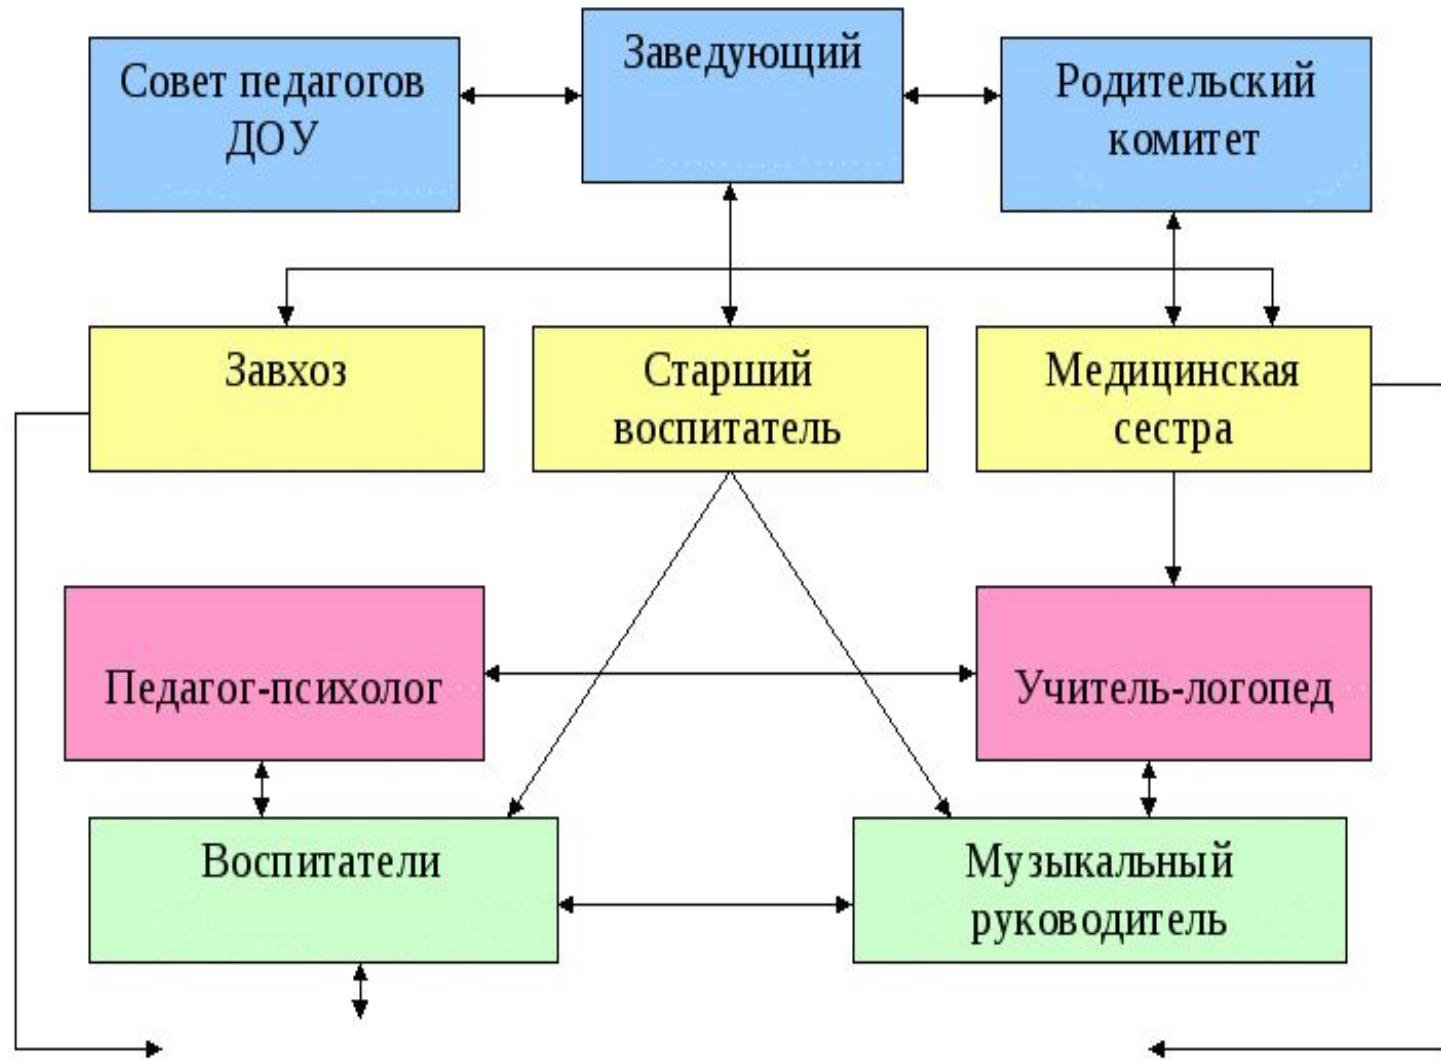 Совет педагогов
ДОУ
Заведующий
Родительский
комитет
Завхоз
Старший
воспитатель
Медицинская
сестра
Педагог-психолог
Учитель-логопед
Воспитатели
Музыкальный
руководитель